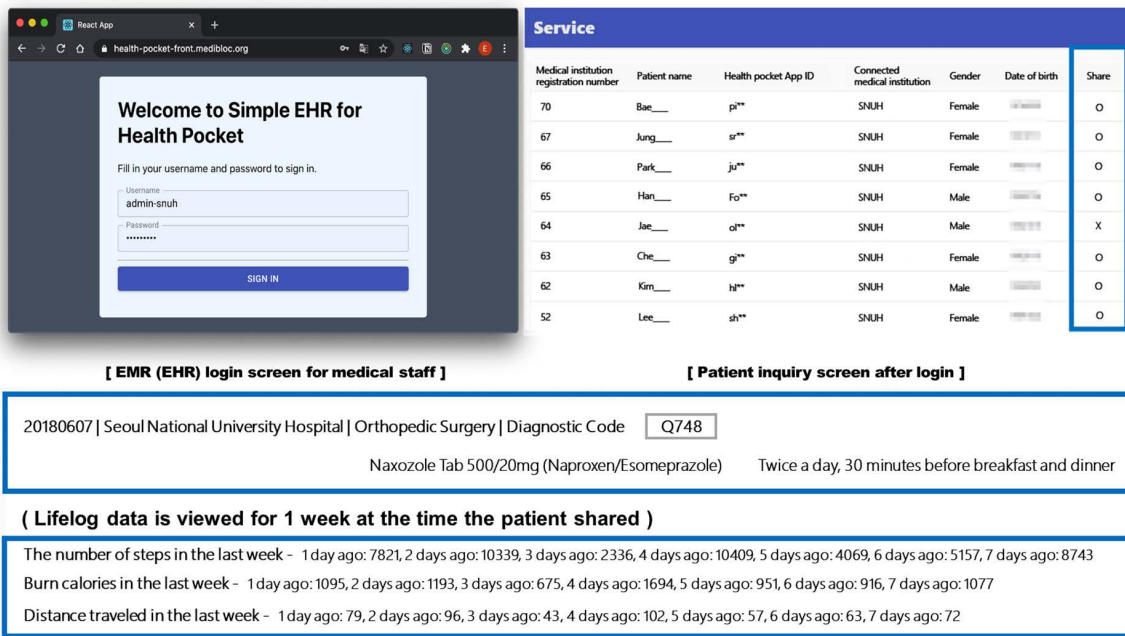 React App
health-pocket-front.medibloc.org
E
Welcome to Simple EHR for
Health Pocket
Fill in your username and password to sign in.
Username
admin-snuh
Password
•••••••••
SIGN IN
[ EMR (EHR) login screen for medical staff ]
Service
Medical institution registration number Patient name Health pocket App ID Connected medical institution Gender Date of birth Share
70 Bae___ pi** SNUH Female O
67 Jung___ sr** SNUH Female O
66 Park___ ju** SNUH Female O
65 Han___ Fo** SNUH Male O
64 Jae___ ol** SNUH Male X
63 Che___ gi** SNUH Female O
62 Kim___ hl** SNUH Male O
52 Lee___ sh** SNUH Female O
[ Patient inquiry screen after login ]
20180607 | Seoul National University Hospital | Orthopedic Surgery | Diagnostic Code Q748
Naxozole Tab 500/20mg (Naproxen/Esomeprazole) Twice a day, 30 minutes before breakfast and dinner
( Lifelog data is viewed for 1 week at the time the patient shared )
The number of steps in the last week - 1 day ago: 7821, 2 days ago: 10339, 3 days ago: 2336, 4 days ago: 10409, 5 days ago: 4069, 6 days ago: 5157, 7 days ago: 8743
Burn calories in the last week - 1 day ago: 1095, 2 days ago: 1193, 3 days ago: 675, 4 days ago: 1694, 5 days ago: 951, 6 days ago: 916, 7 days ago: 1077
Distance traveled in the last week - 1 day ago: 79, 2 days ago: 96, 3 days ago: 43, 4 days ago: 102, 5 days ago: 57, 6 days ago: 63, 7 days ago: 72